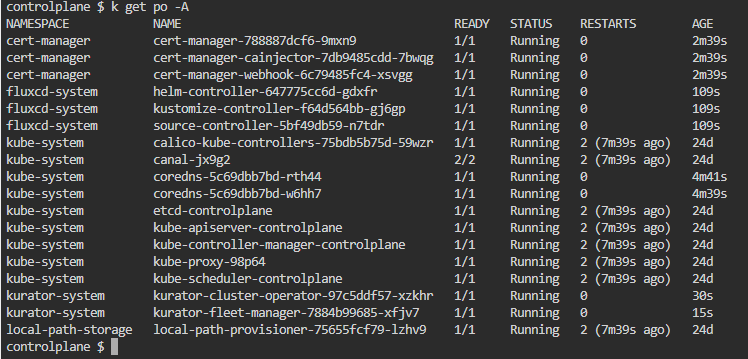 controlplane $ k get po -A
NAMESPACE NAME READY STATUS RESTARTS AGE
cert-manager cert-manager-788887dcf6-9mxn9 1/1 Running 0 2m39s
cert-manager cert-manager-cainjector-7db9485cdd-7bwqg 1/1 Running 0 2m39s
cert-manager cert-manager-webhook-6c79485fc4-xsvgg 1/1 Running 0 2m39s
fluxcd-system helm-controller-647775cc6d-gdxfr 1/1 Running 0 109s
fluxcd-system kustomize-controller-f64d564bb-gj6gp 1/1 Running 0 109s
fluxcd-system source-controller-5bf49db59-n7tdr 1/1 Running 0 109s
kube-system calico-kube-controllers-75bdb5b75d-59wzr 1/1 Running 2 (7m39s ago) 24d
kube-system canal-jx9g2 2/2 Running 2 (7m39s ago) 24d
kube-system coredns-5c69dbb7bd-rth44 1/1 Running 0 4m41s
kube-system coredns-5c69dbb7bd-w6hh7 1/1 Running 0 4m39s
kube-system etcd-controlplane 1/1 Running 2 (7m39s ago) 24d
kube-system kube-apiserver-controlplane 1/1 Running 2 (7m39s ago) 24d
kube-system kube-controller-manager-controlplane 1/1 Running 2 (7m39s ago) 24d
kube-system kube-proxy-98p64 1/1 Running 2 (7m39s ago) 24d
kube-system kube-scheduler-controlplane 1/1 Running 2 (7m39s ago) 24d
kurator-system kurator-cluster-operator-97c5ddf57-xzkhr 1/1 Running 0 30s
kurator-system kurator-fleet-manager-7884b99685-xfjv7 1/1 Running 0 15s
local-path-storage local-path-provisioner-75655fcf79-lzhv9 1/1 Running 2 (7m39s ago) 24d
controlplane $